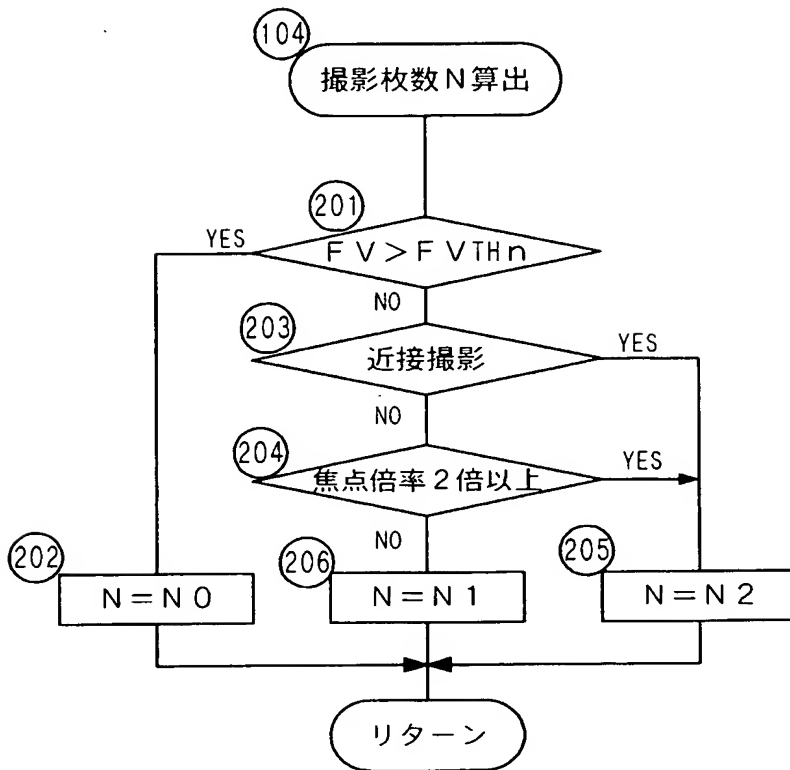 104
撮影枚数N算出
201
YES
FV>FVTHn
NO
203
近接撮影
YES
NO
204
焦点倍率2倍以上
YES
NO
202
N=N0
206
N=N1
205
N=N2
リターン